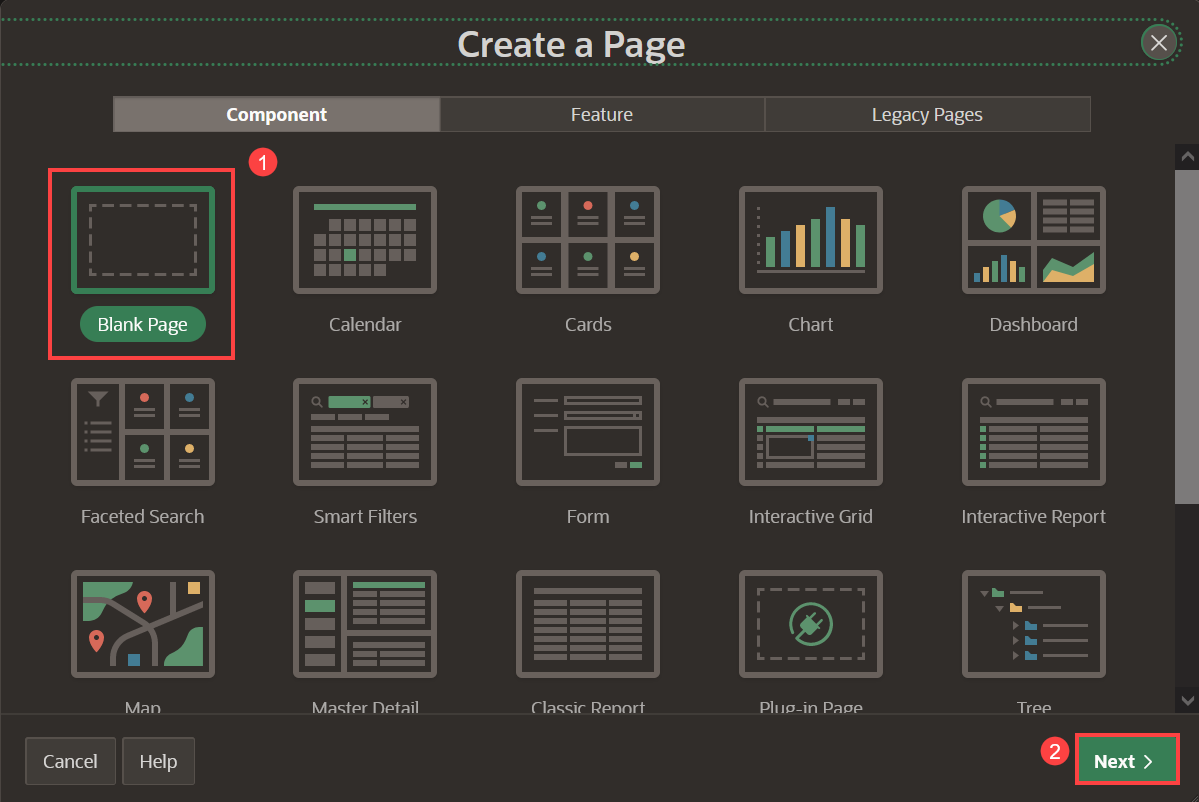 Create a Page
Component Feature Legacy Pages
1
Blank Page Calendar Cards Chart Dashboard
Faceted Search Smart Filters Form Interactive Grid Interactive Report
Map Master Detail Classic Report Plug-in Page Tree
Cancel Help 2 Next